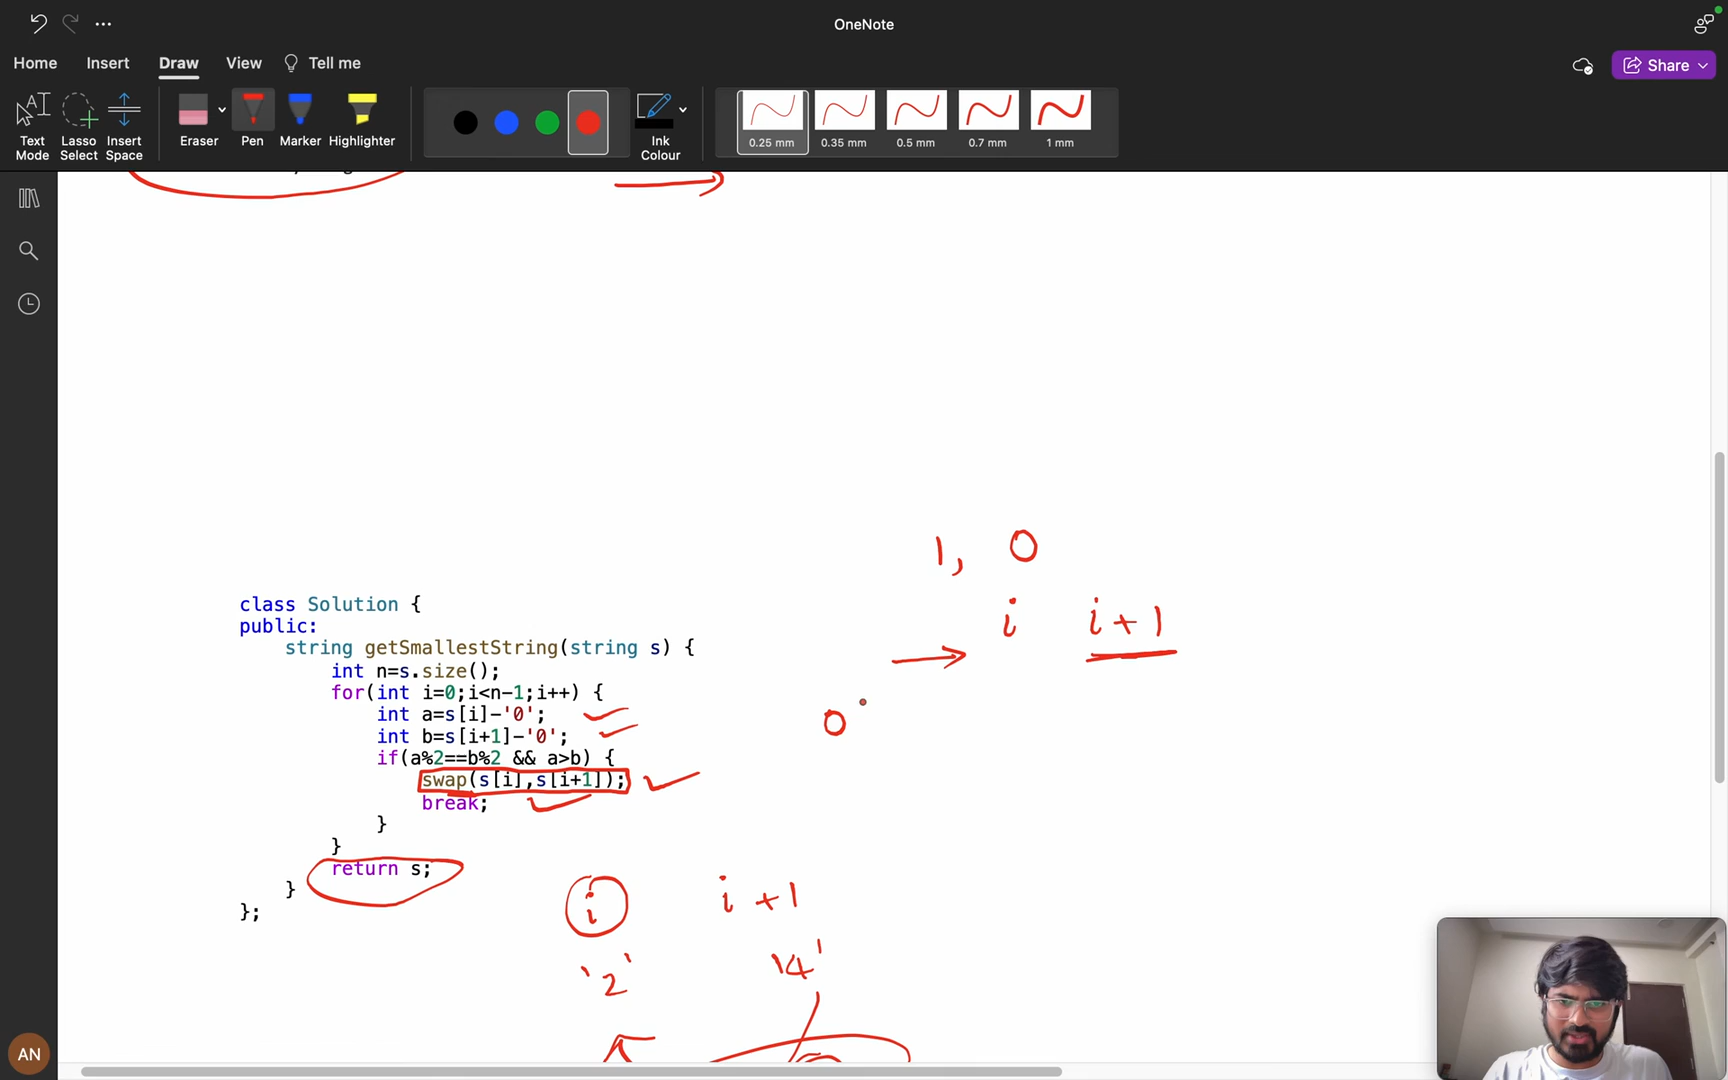 OneNote
Home Insert Draw View Tell me
Share
Text Mode
Lasso Select
Insert Space
Eraser
Pen
Marker
Highlighter
Ink Colour
0.25 mm
0.35 mm
0.5 mm
0.7 mm
1 mm
1, 0
i i+1
0
class Solution {
public:
string getSmallestString(string s) {
int n=s.size();
for(int i=0;i<n-1;i++) {
int a=s[i]-'0';
int b=s[i+1]-'0';
if(a%2==b%2 && a>b) {
swap(s[i],s[i+1]);
break;
}
}
return s;
}
};
i i+1
'2' '4'
AN